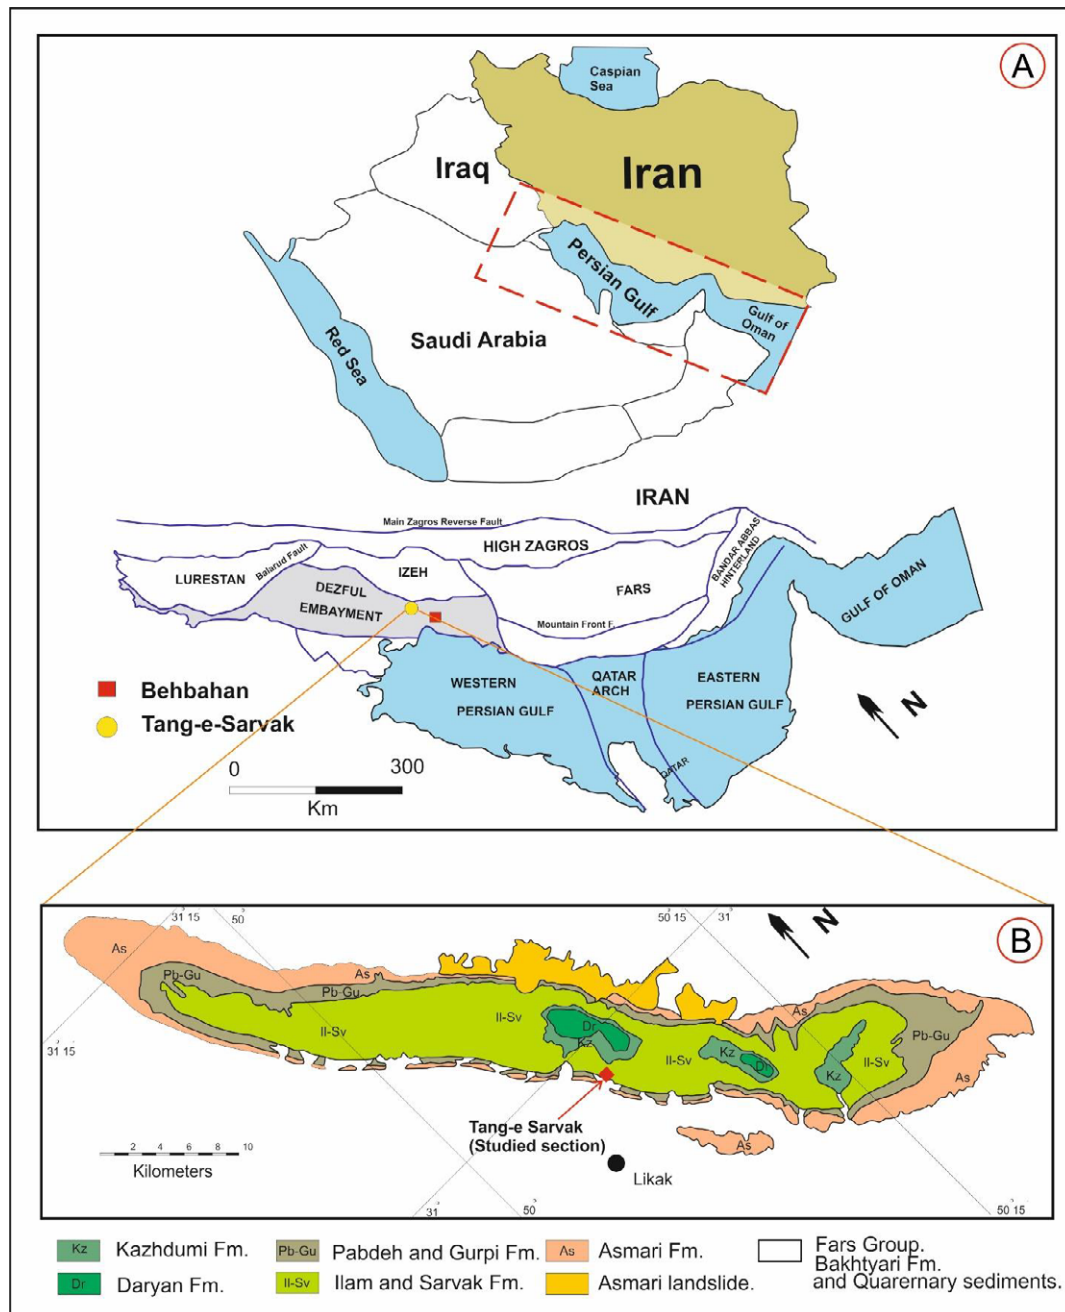 A
Caspian
Sea
Iraq
Iran
Persian Gulf
Gulf of
Oman
Saudi Arabia
Red Sea
IRAN
Main Zagros Reverse Fault
HIGH ZAGROS
BANDAR ABBAS
HINTERLAND
Balarud Fault
LURESTAN
IZEH
DEZFUL
EMBAYMENT
FARS
GULF OF OMAN
Mountain Front F.
WESTERN
PERSIAN GULF
QATAR
ARCH
EASTERN
PERSIAN GULF
QATAR
N
Behbahan
Tang-e-Sarvak
0 300
Km
B
31° 15
50°
50° 15
31°
N
As
Pb-Gu
As
Pb-Gu
Il-Sv
Il-Sv
Dr
Kz
Il-Sv
Kz
Dr
As
Kz
Il-Sv
Pb-Gu
As
31° 15
Tang-e Sarvak
(Studied section)
As
2 4 6 8 10
Kilometers
Likak
31°
50°
50° 15
Kz Kazhdumi Fm.
Pb-Gu Pabdeh and Gurpi Fm.
As Asmari Fm.
Fars Group.
Bakhtyari Fm.
and Quarernary sediments.
Dr Daryan Fm.
Il-Sv Ilam and Sarvak Fm.
Asmari landslide.